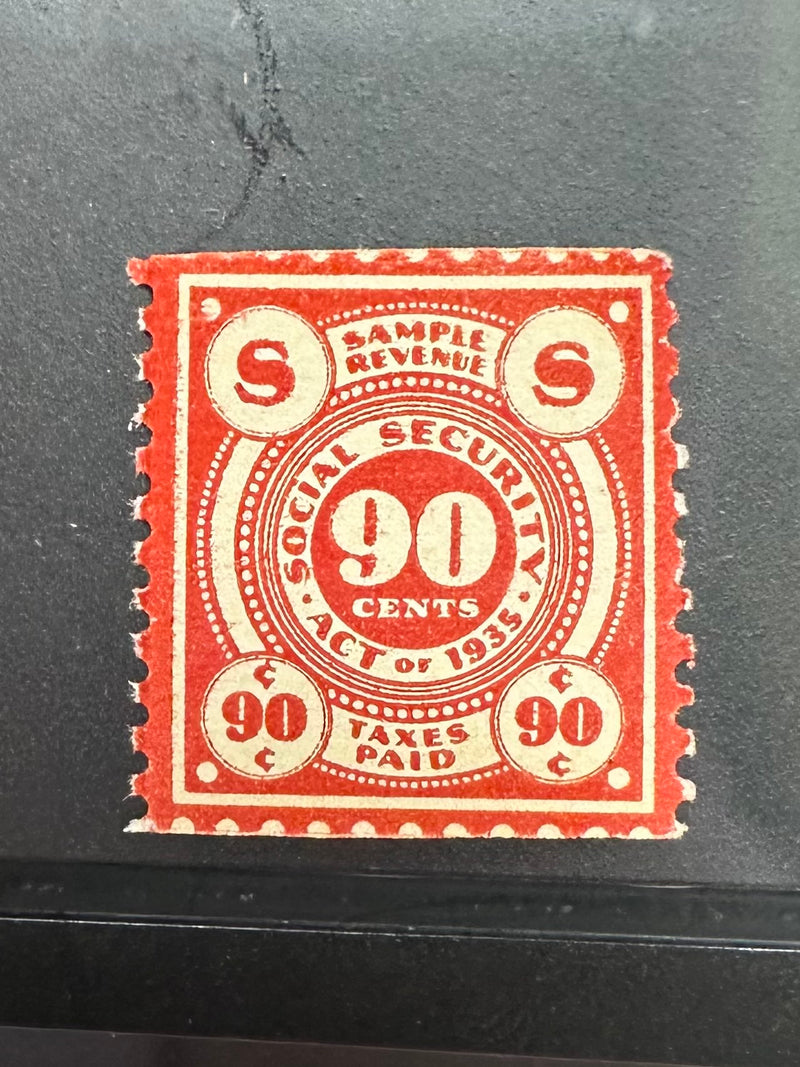 S
SAMPLE
REVENUE
S
SOCIAL SECURITY
90
CENTS
· ACT OF 1935 ·
¢
90
¢
TAXES
PAID
¢
90
¢